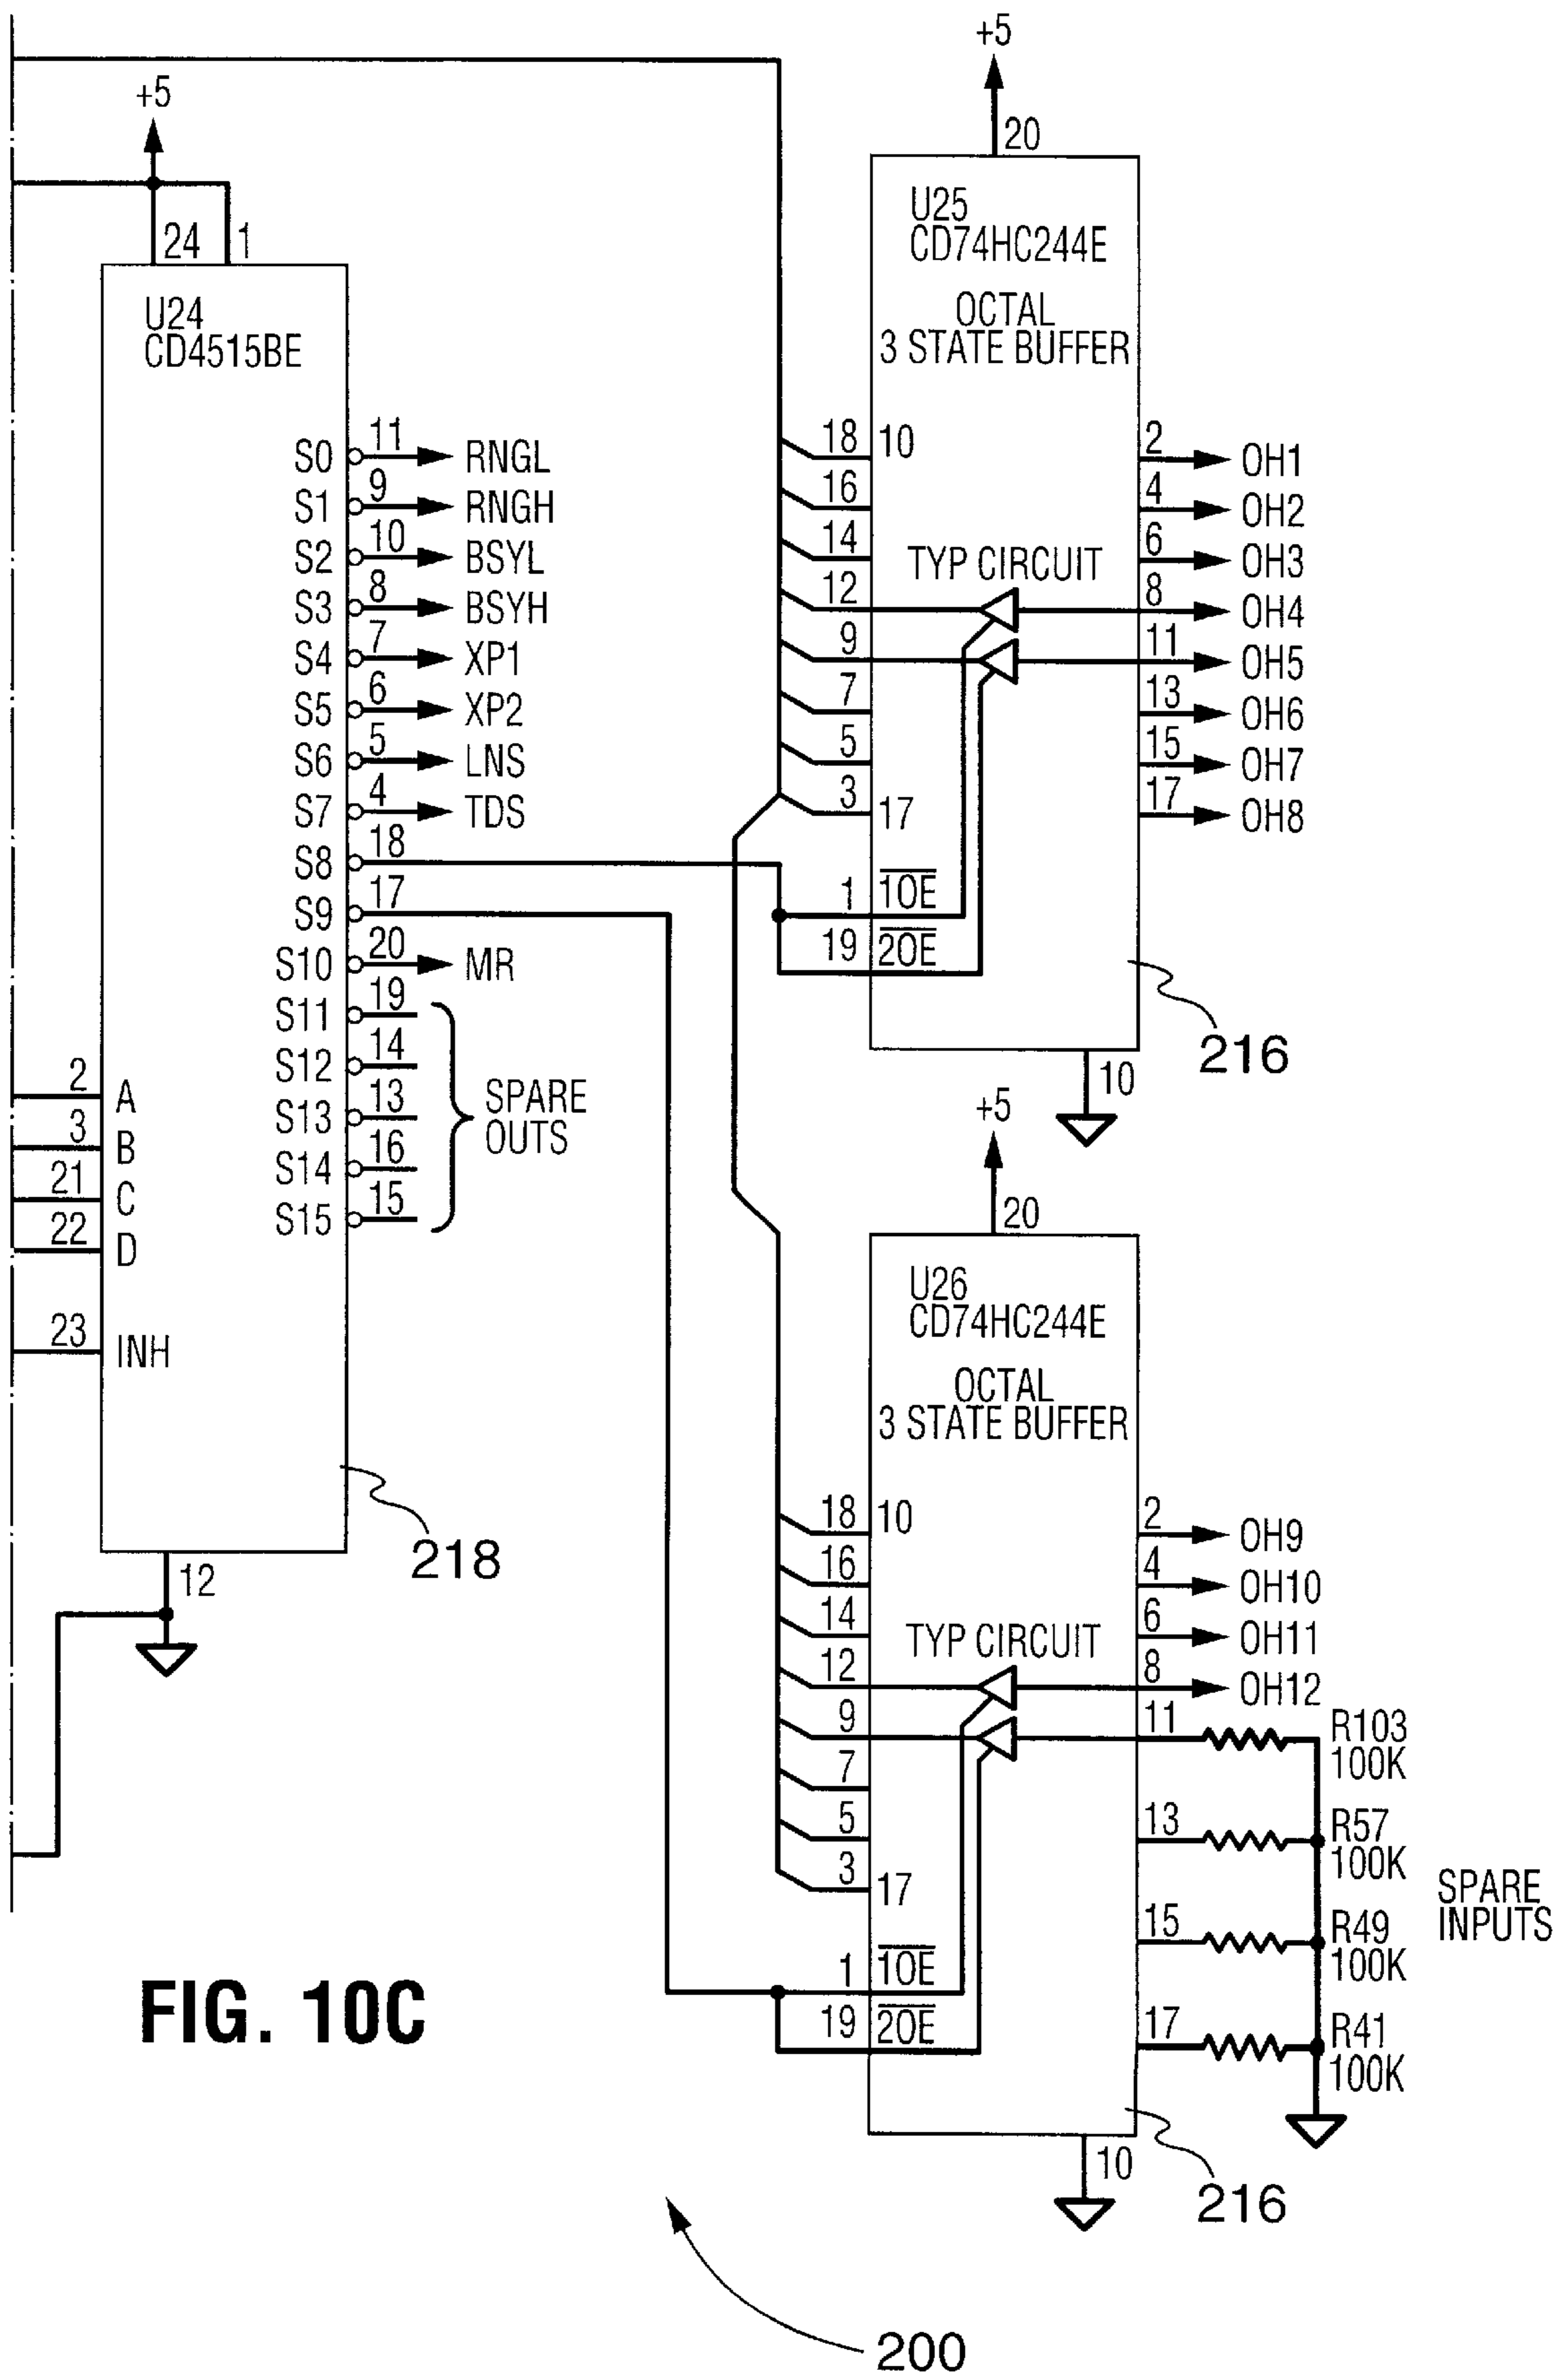 +5
24
1
U24
CD4515BE
S0 11 RNGL
S1 9 RNGH
S2 10 BSYL
S3 8 BSYH
S4 7 XP1
S5 6 XP2
S6 5 LNS
S7 4 TDS
S8 18
S9 17
S10 20 MR
S11 19
S12 14
S13 13
S14 16
S15 15
SPARE
OUTS
2 A
3 B
21 C
22 D
23 INH
12
218
+5
20
U25
CD74HC244E
OCTAL
3 STATE BUFFER
18 10 2 OH1
16 4 OH2
14 6 OH3
TYP CIRCUIT
12 8 OH4
9 11 OH5
7 13 OH6
5 15 OH7
3 17 17 OH8
1 1OE
19 2OE
216
10
+5
20
U26
CD74HC244E
OCTAL
3 STATE BUFFER
18 10 2 OH9
16 4 OH10
14 6 OH11
TYP CIRCUIT
12 8 OH12
9 11 R103
100K
7
5 13 R57
100K
3 17
15 R49
100K
SPARE
INPUTS
1 1OE
19 2OE
17 R41
100K
10
216
FIG. 10C
200